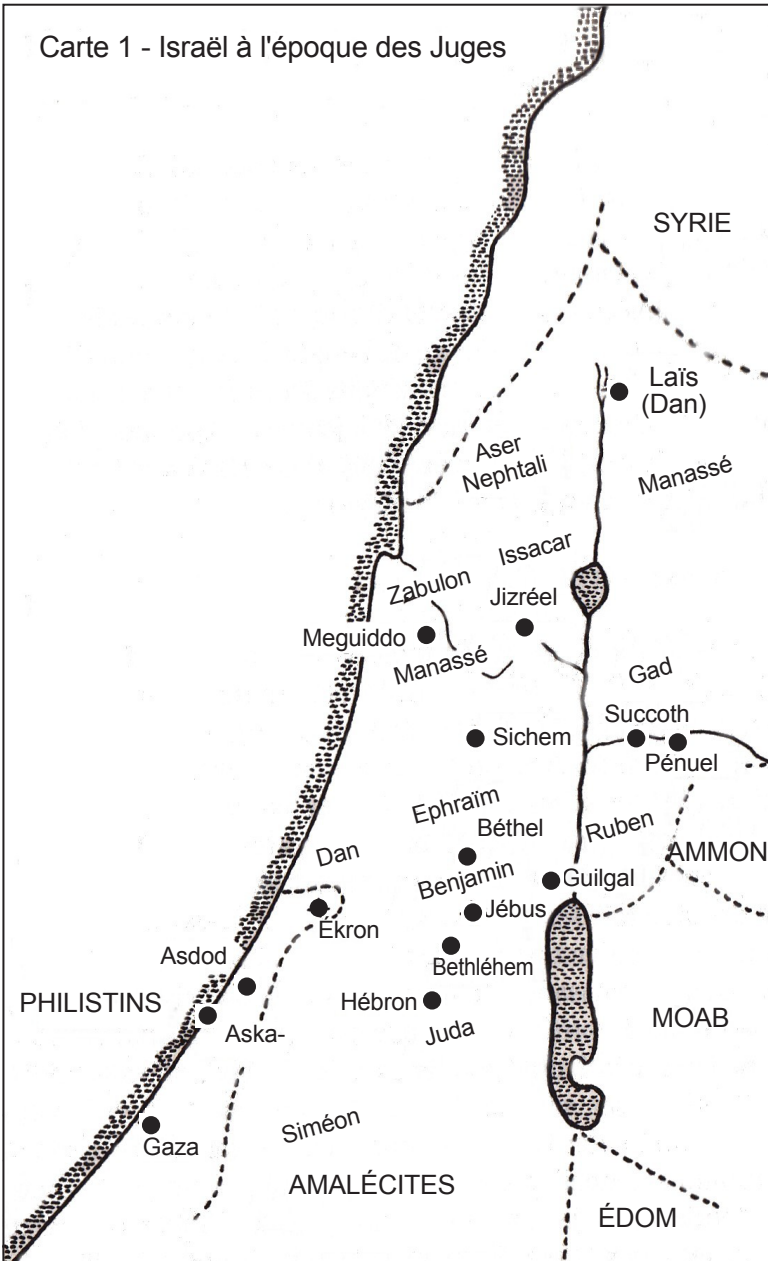 Carte 1 - Israël à l'époque des Juges
SYRIE
Laïs
(Dan)
Aser
Nephtali
Manassé
Issacar
Zabulon
Jizréel
Meguiddo
Manassé
Gad
Succoth
Sichem
Pénuel
Ephraïm
Béthel
Ruben
Dan
AMMON
Benjamin
Guilgal
Jébus
Ékron
Asdod
Bethléhem
PHILISTINS
Hébron
MOAB
Aska-
Juda
Siméon
Gaza
AMALÉCITES
ÉDOM